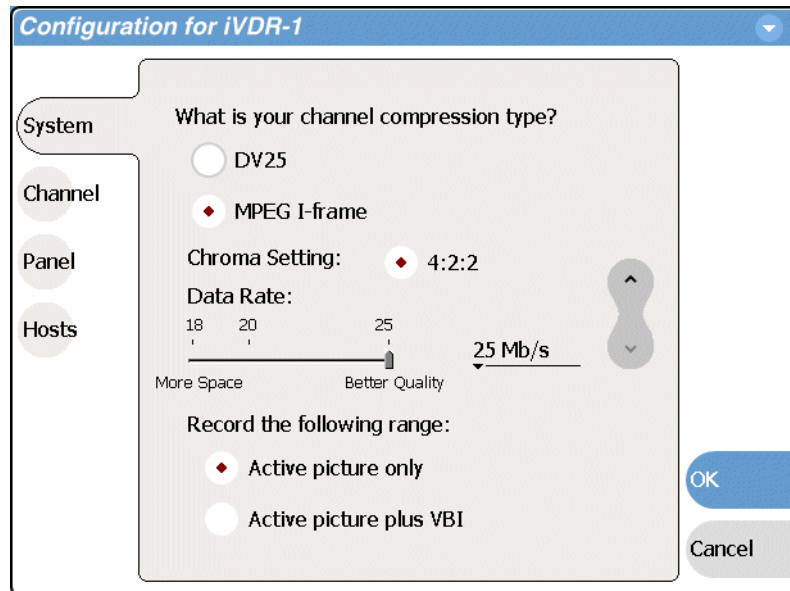 Configuration for iVDR-1
System
Channel
Panel
Hosts
What is your channel compression type?
DV25
MPEG I-frame
Chroma Setting: 4:2:2
Data Rate:
18 20 25
25 Mb/s
More Space Better Quality
Record the following range:
Active picture only
Active picture plus VBI
OK
Cancel